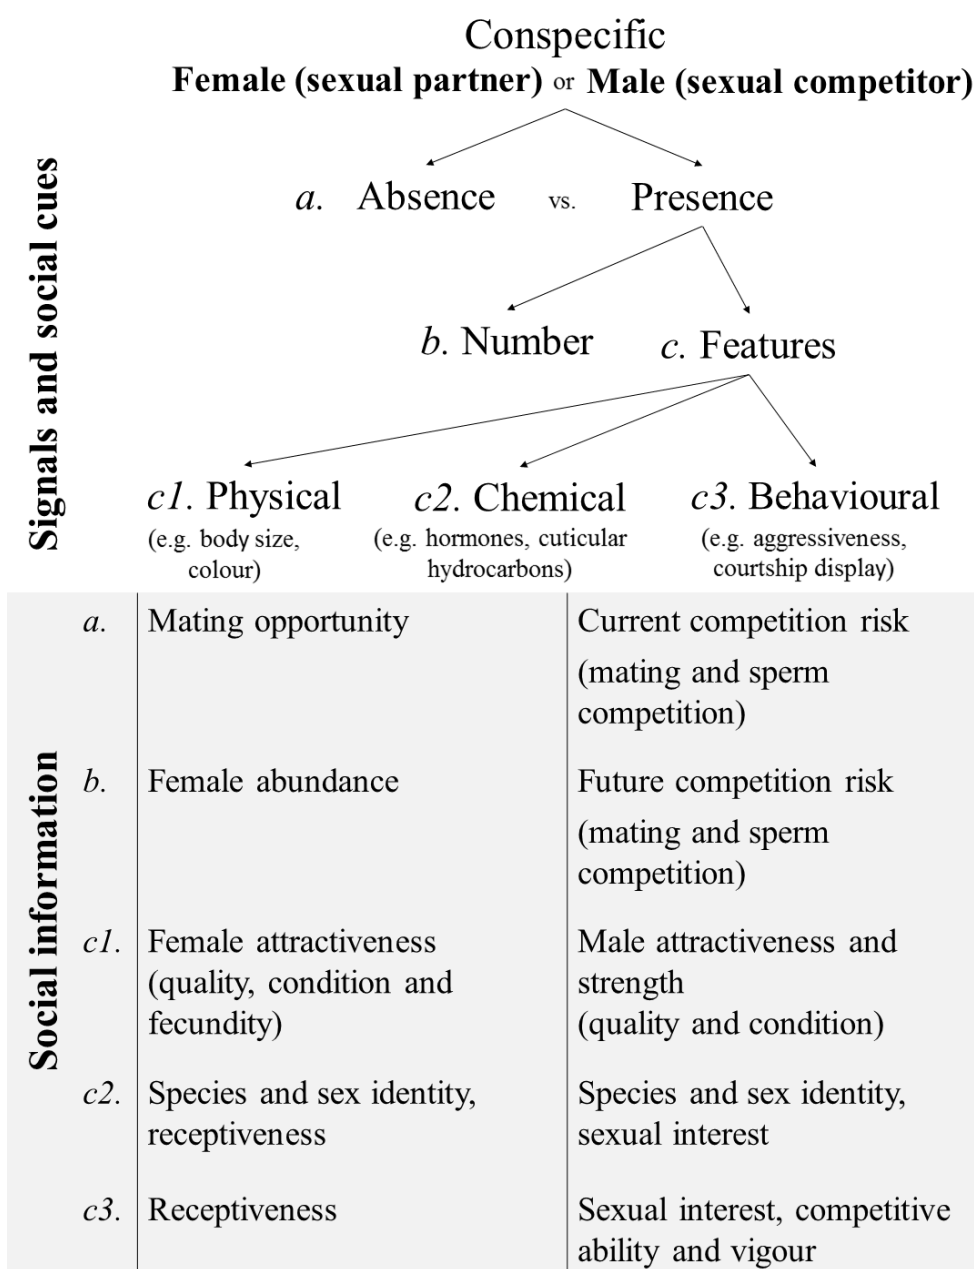 Conspecific
Female (sexual partner) or Male (sexual competitor)
a. Absence vs. Presence
b. Number c. Features
c1. Physical
(e.g. body size,
colour)
c2. Chemical
(e.g. hormones, cuticular
hydrocarbons)
c3. Behavioural
(e.g. aggressiveness,
courtship display)
Signals and social cues
Social information
a. Mating opportunity
Current competition risk
(mating and sperm
competition)
b. Female abundance
Future competition risk
(mating and sperm
competition)
c1. Female attractiveness
(quality, condition and
fecundity)
Male attractiveness and
strength
(quality and condition)
c2. Species and sex identity,
receptiveness
Species and sex identity,
sexual interest
c3. Receptiveness
Sexual interest, competitive
ability and vigour